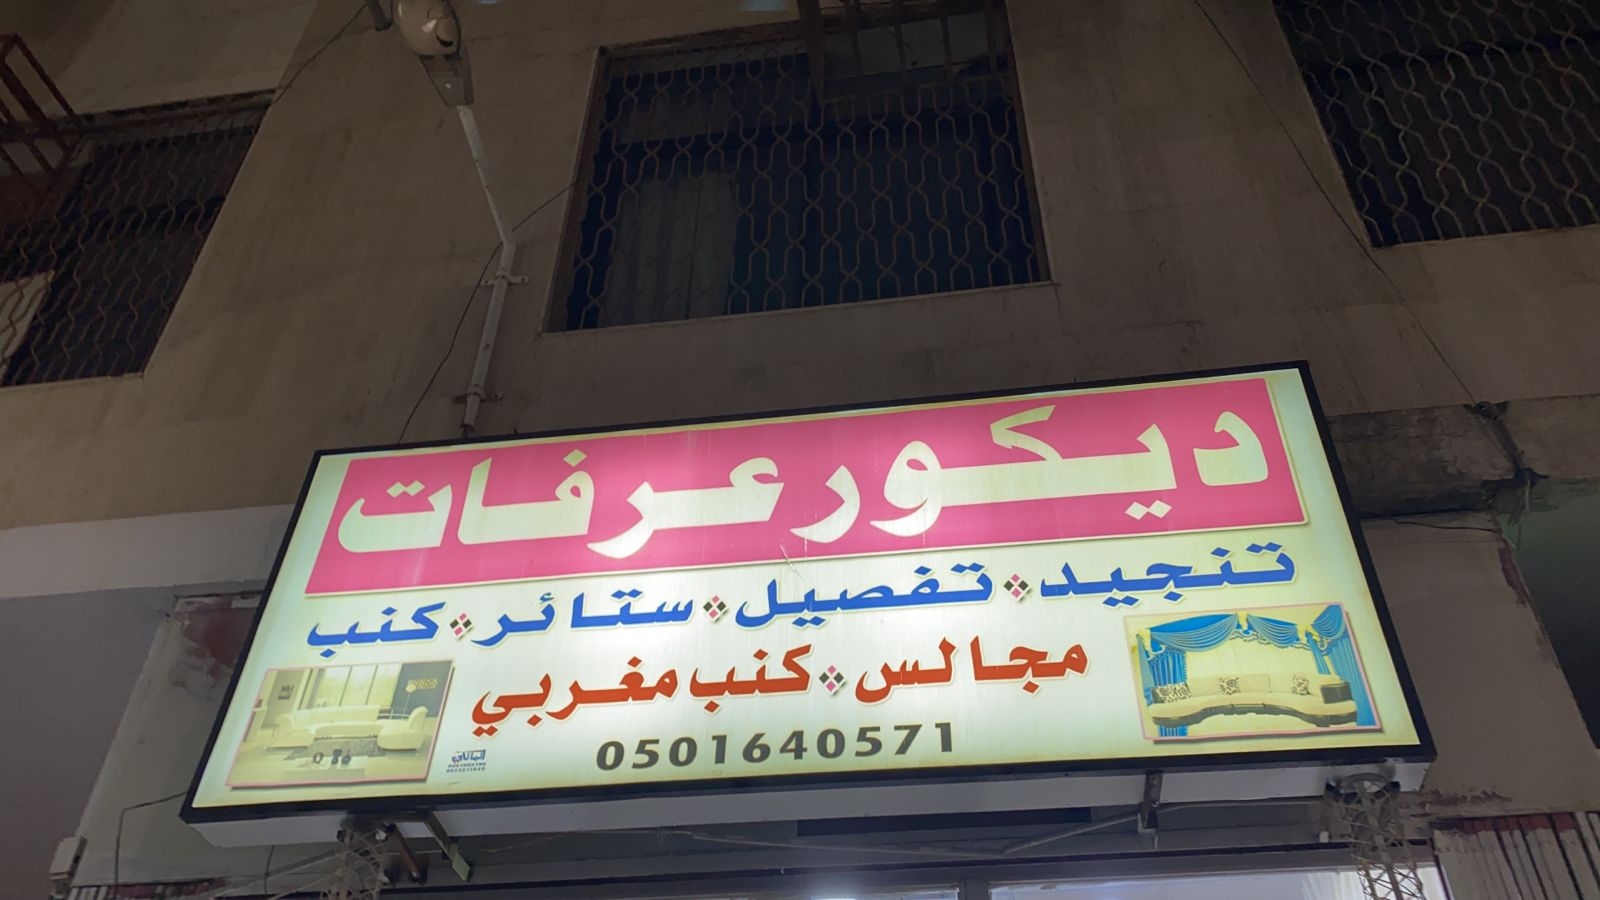 ديكور عرفات
تنجيد تفصيل ستائر كنب
مجالس كنب مغربي
0501640571